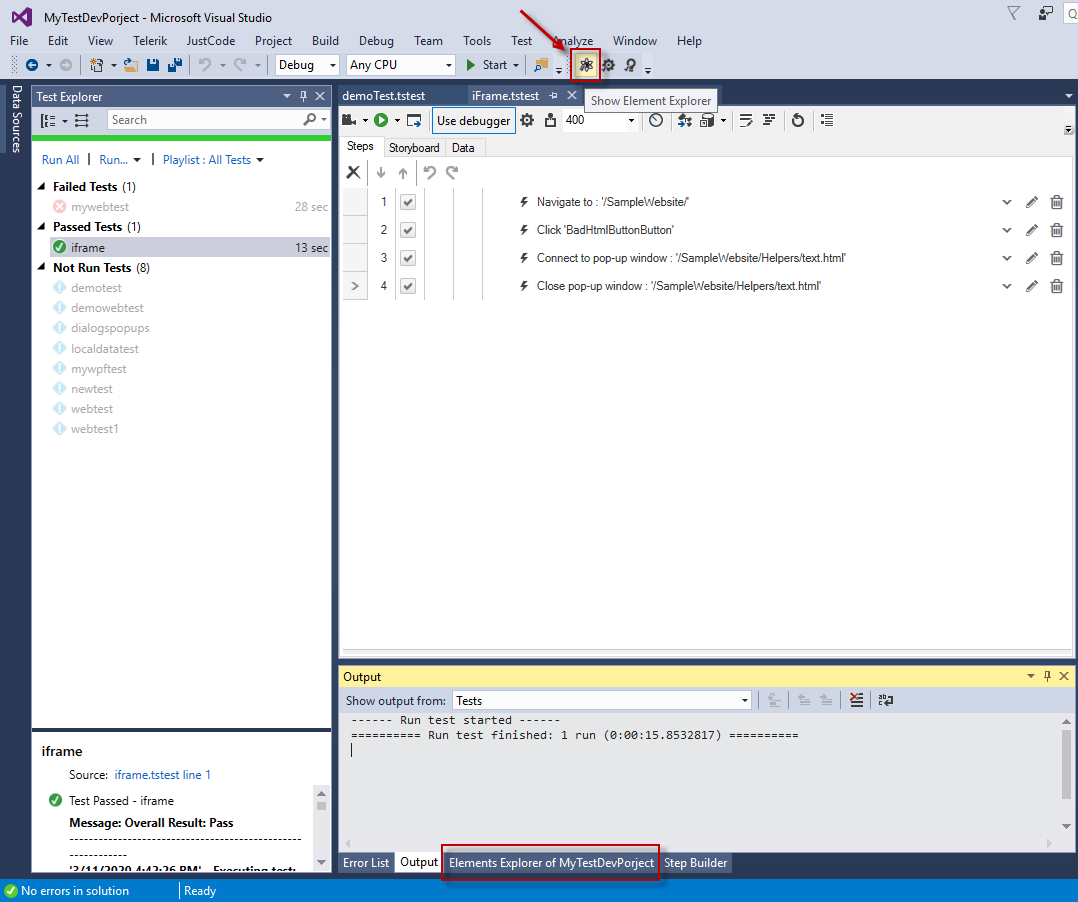 MyTestDevPorject - Microsoft Visual Studio
File Edit View Telerik JustCode Project Build Debug Team Tools Test Analyze Window Help
Debug Any CPU Start
Data Sources
Test Explorer
demoTest.tstest iFrame.tstest
Show Element Explorer
Search
Use debugger 400
Steps Storyboard Data
Run All | Run... | Playlist : All Tests
Failed Tests (1)
mywebtest 28 sec
Passed Tests (1)
iframe 13 sec
Not Run Tests (8)
demotest
demowebtest
dialogspopups
localdatatest
mywpftest
newtest
webtest
webtest1
1 Navigate to : '/SampleWebsite/'
2 Click 'BadHtmlButtonButton'
3 Connect to pop-up window : '/SampleWebsite/Helpers/text.html'
> 4 Close pop-up window : '/SampleWebsite/Helpers/text.html'
Output
Show output from: Tests
------ Run test started ------
========== Run test finished: 1 run (0:00:15.8532817) ==========
iframe
Source: iframe.tstest line 1
Test Passed - iframe
Message: Overall Result: Pass
------------------------------------------------
------------
'3/11/2020 4:42:26 PM' - Executing test:
Error List Output Elements Explorer of MyTestDevPorject Step Builder
No errors in solution Ready